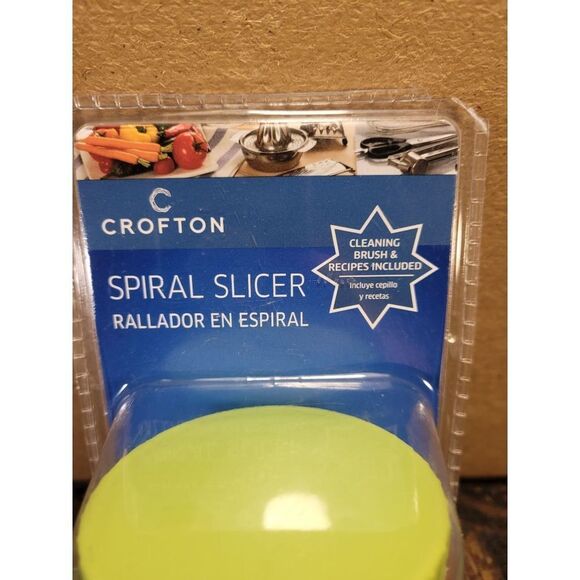 CROFTON
SPIRAL SLICER
RALLADOR EN ESPIRAL
CLEANING
BRUSH &
RECIPES INCLUDED
Incluye cepillo
y recetas